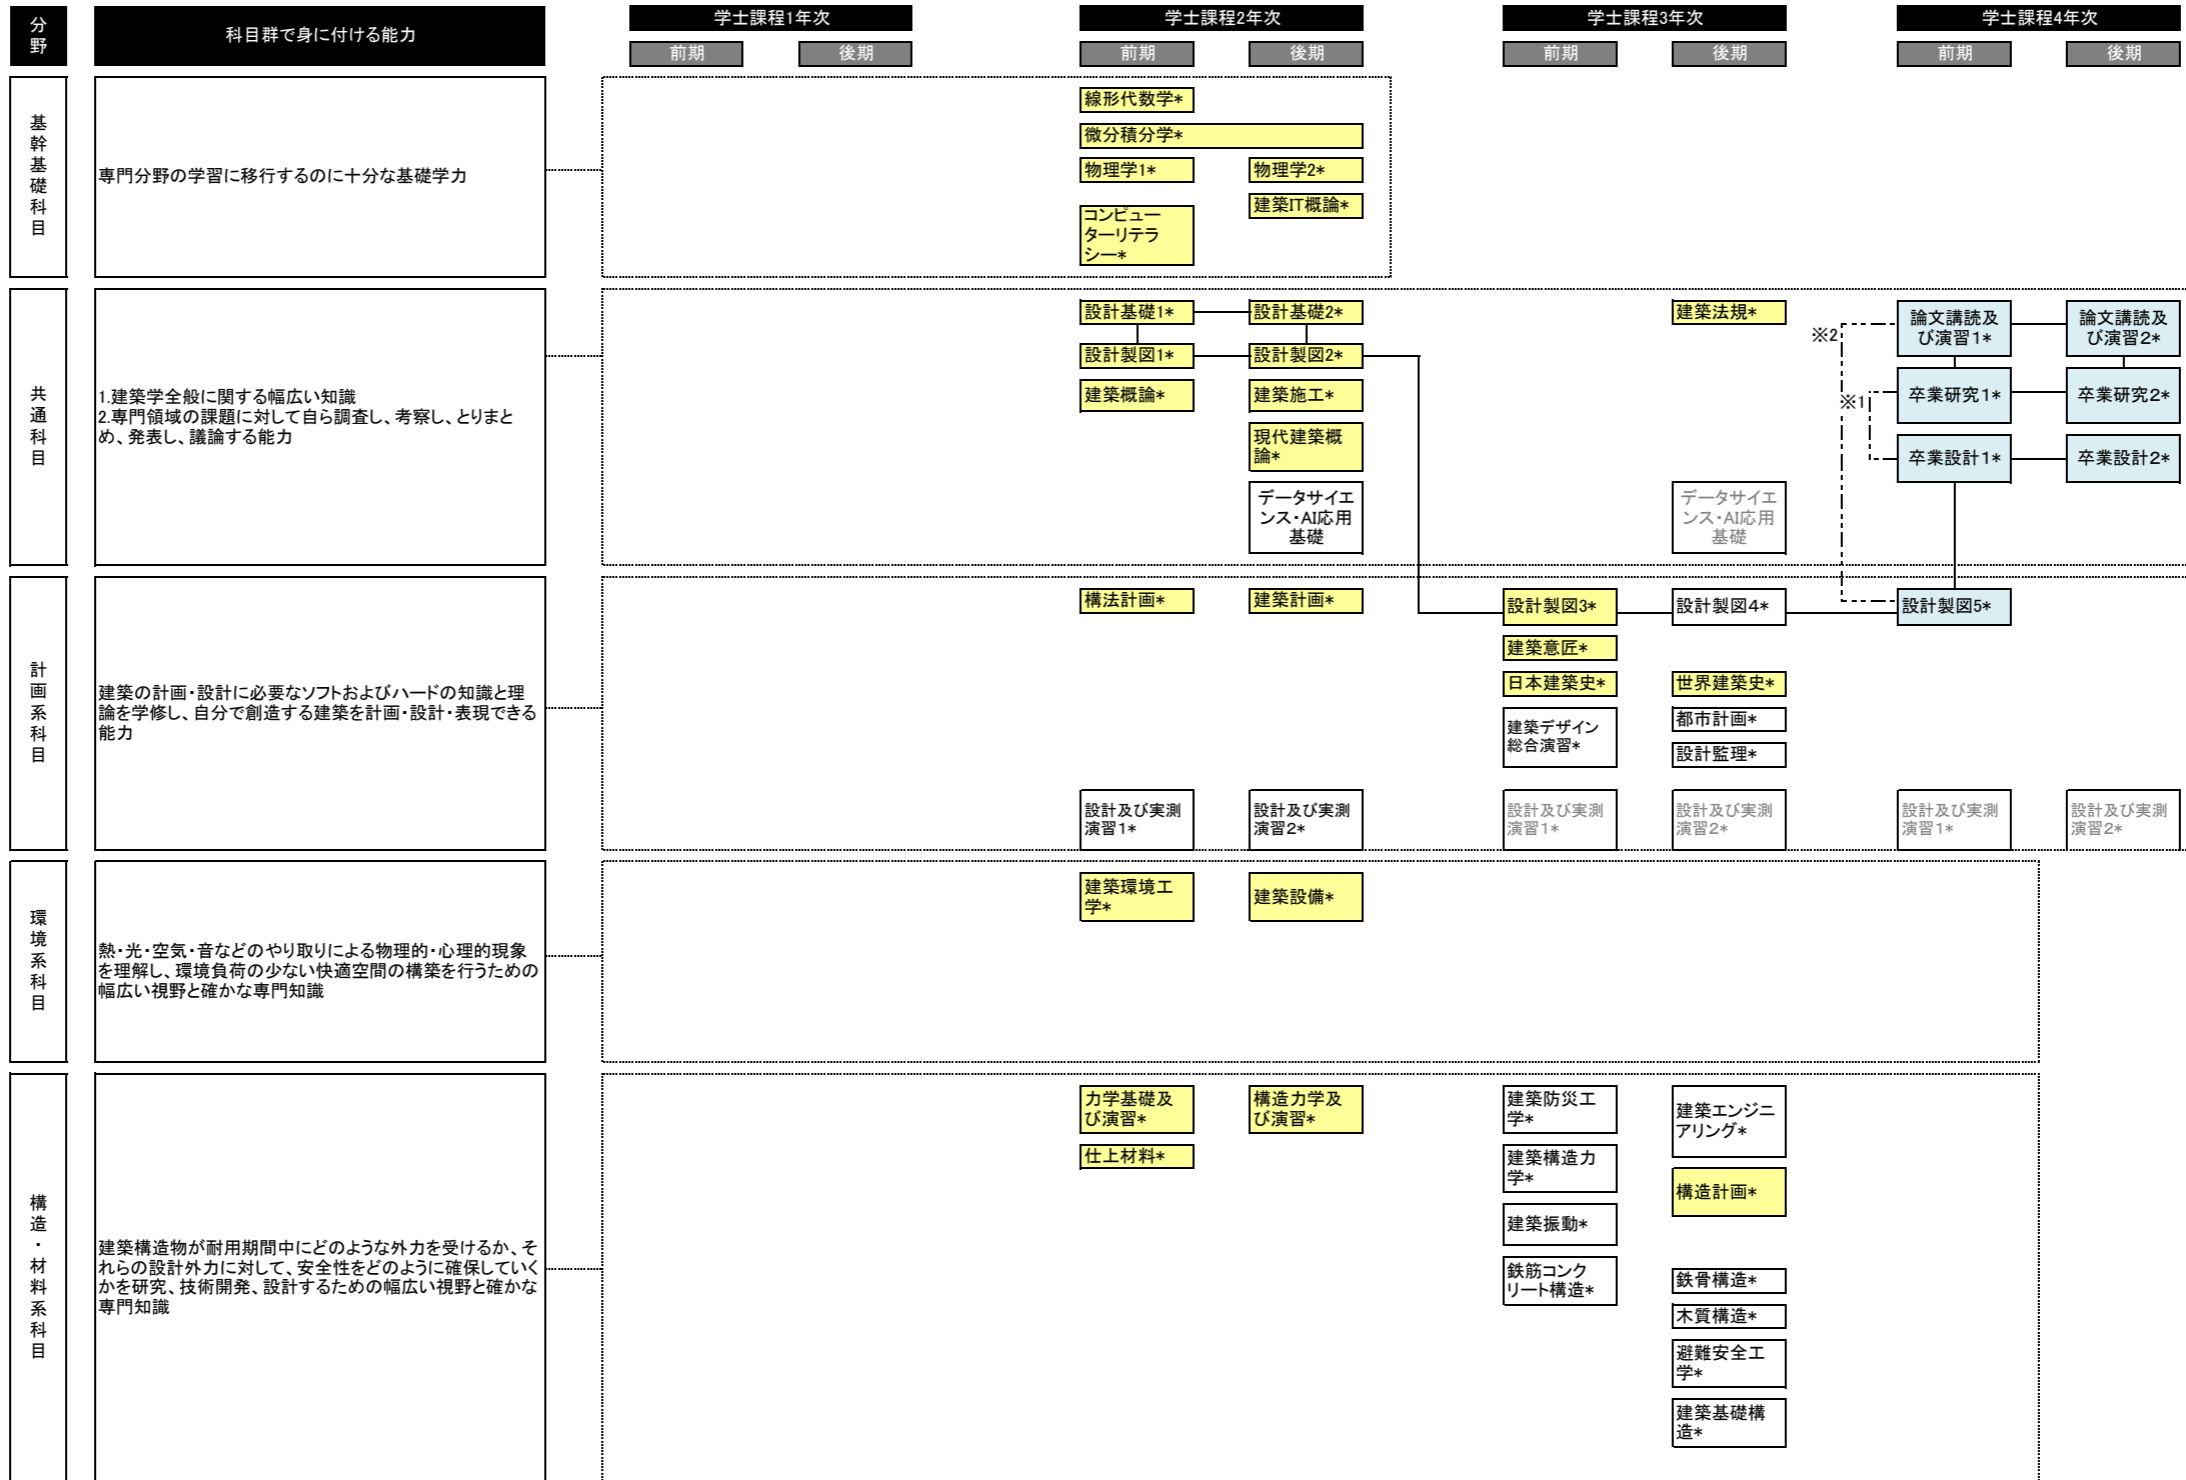 分野
科目群で身に付ける能力
学士課程1年次
学士課程2年次
学士課程3年次
学士課程4年次
前期
後期
前期
後期
前期
後期
前期
後期
基幹基礎科目
専門分野の学習に移行するのに十分な基礎学力
線形代数学*
微分積分学*
物理学1*
物理学2*
コンピュー
ターリテラ
シー*
建築IT概論*
共通科目
1.建築学全般に関する幅広い知識
2.専門領域の課題に対して自ら調査し、考察し、とりまと
め、発表し、議論する能力
設計基礎1*
設計基礎2*
設計製図1*
設計製図2*
建築概論*
建築施工*
現代建築概
論*
データサイエ
ンス・AI応用
基礎
建築法規*
データサイエ
ンス・AI応用
基礎
※2
※1
論文講読及
び演習1*
論文講読及
び演習2*
卒業研究1*
卒業研究2*
卒業設計1*
卒業設計2*
計画系科目
建築の計画・設計に必要なソフトおよびハードの知識と理
論を学修し、自分で創造する建築を計画・設計・表現できる
能力
構法計画*
建築計画*
設計製図3*
設計製図4*
設計製図5*
建築意匠*
日本建築史*
世界建築史*
建築デザイン
総合演習*
都市計画*
設計監理*
設計及び実測
演習1*
設計及び実測
演習2*
設計及び実測
演習1*
設計及び実測
演習2*
設計及び実測
演習1*
設計及び実測
演習2*
環境系科目
熱・光・空気・音などのやり取りによる物理的・心理的現象
を理解し、環境負荷の少ない快適空間の構築を行うための
幅広い視野と確かな専門知識
建築環境工
学*
建築設備*
構造・材料系科目
建築構造物が耐用期間中にどのような外力を受けるか、そ
れらの設計外力に対して、安全性をどのように確保していく
かを研究、技術開発、設計するための幅広い視野と確かな
専門知識
力学基礎及
び演習*
構造力学及
び演習*
仕上材料*
建築防災工
学*
建築構造力
学*
建築振動*
鉄筋コンク
リート構造*
建築エンジニ
アリング*
構造計画*
鉄骨構造*
木質構造*
避難安全工
学*
建築基礎構
造*